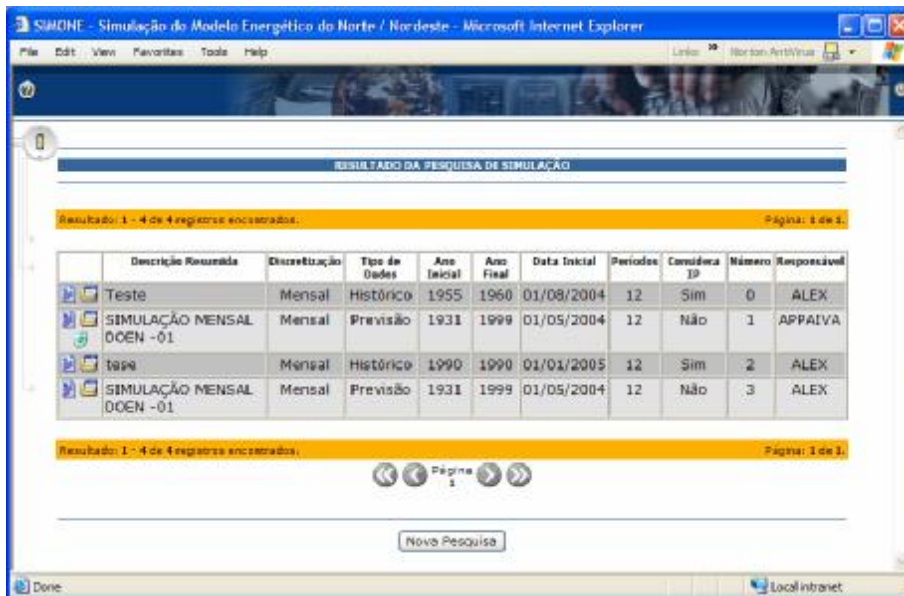 SIMONE - Simulação do Modelo Energético do Norte / Nordeste - Microsoft Internet Explorer
File Edit View Favorites Tools Help Links » Norton AntiVirus
RESULTADO DA PESQUISA DE SIMULAÇÃO
Resultado: 1 - 4 de 4 registros encontrados. Página: 1 de 1.
Descrição Resumida Discretização Tipo de Dados Ano Inicial Ano Final Data Inicial Períodos Considera IP Número Responsável
Teste Mensal Histórico 1955 1960 01/08/2004 12 Sim 0 ALEX
SIMULAÇÃO MENSAL DOEN -01 Mensal Previsão 1931 1999 01/05/2004 12 Não 1 APPAIVA
tese Mensal Histórico 1990 1990 01/01/2005 12 Sim 2 ALEX
SIMULAÇÃO MENSAL DOEN -01 Mensal Previsão 1931 1999 01/05/2004 12 Não 3 ALEX
Resultado: 1 - 4 de 4 registros encontrados. Página: 1 de 1.
Página
1
Nova Pesquisa
Done Local intranet